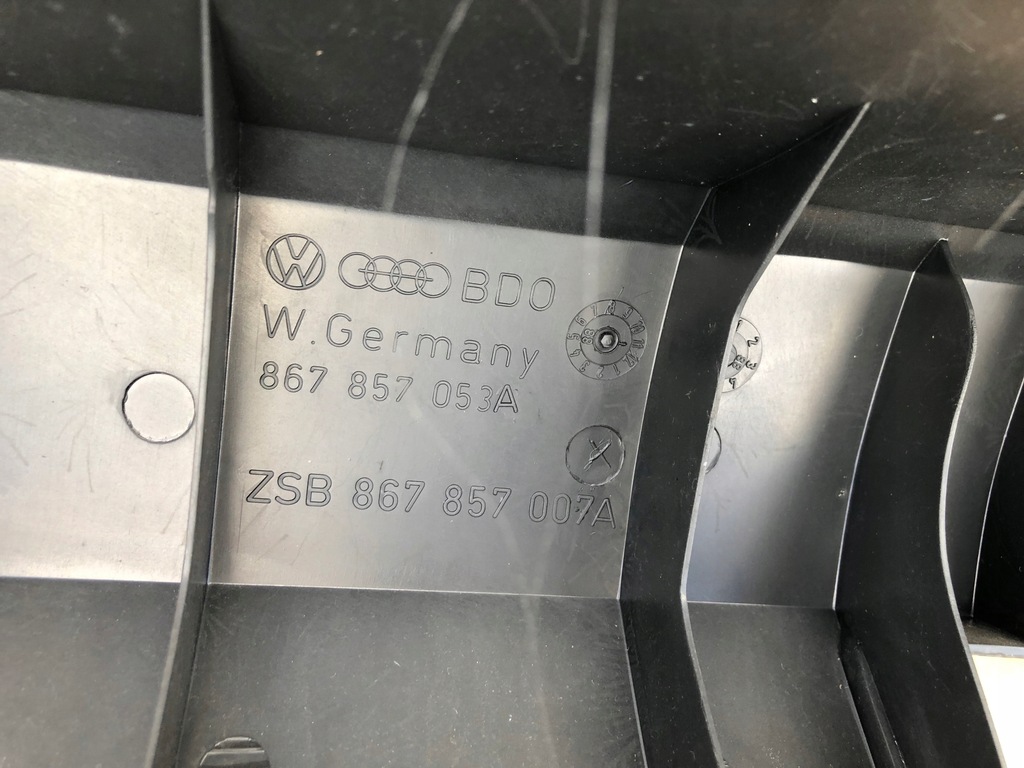 BDO
W. Germany
867 857 053A
ZSB 867 857 007A